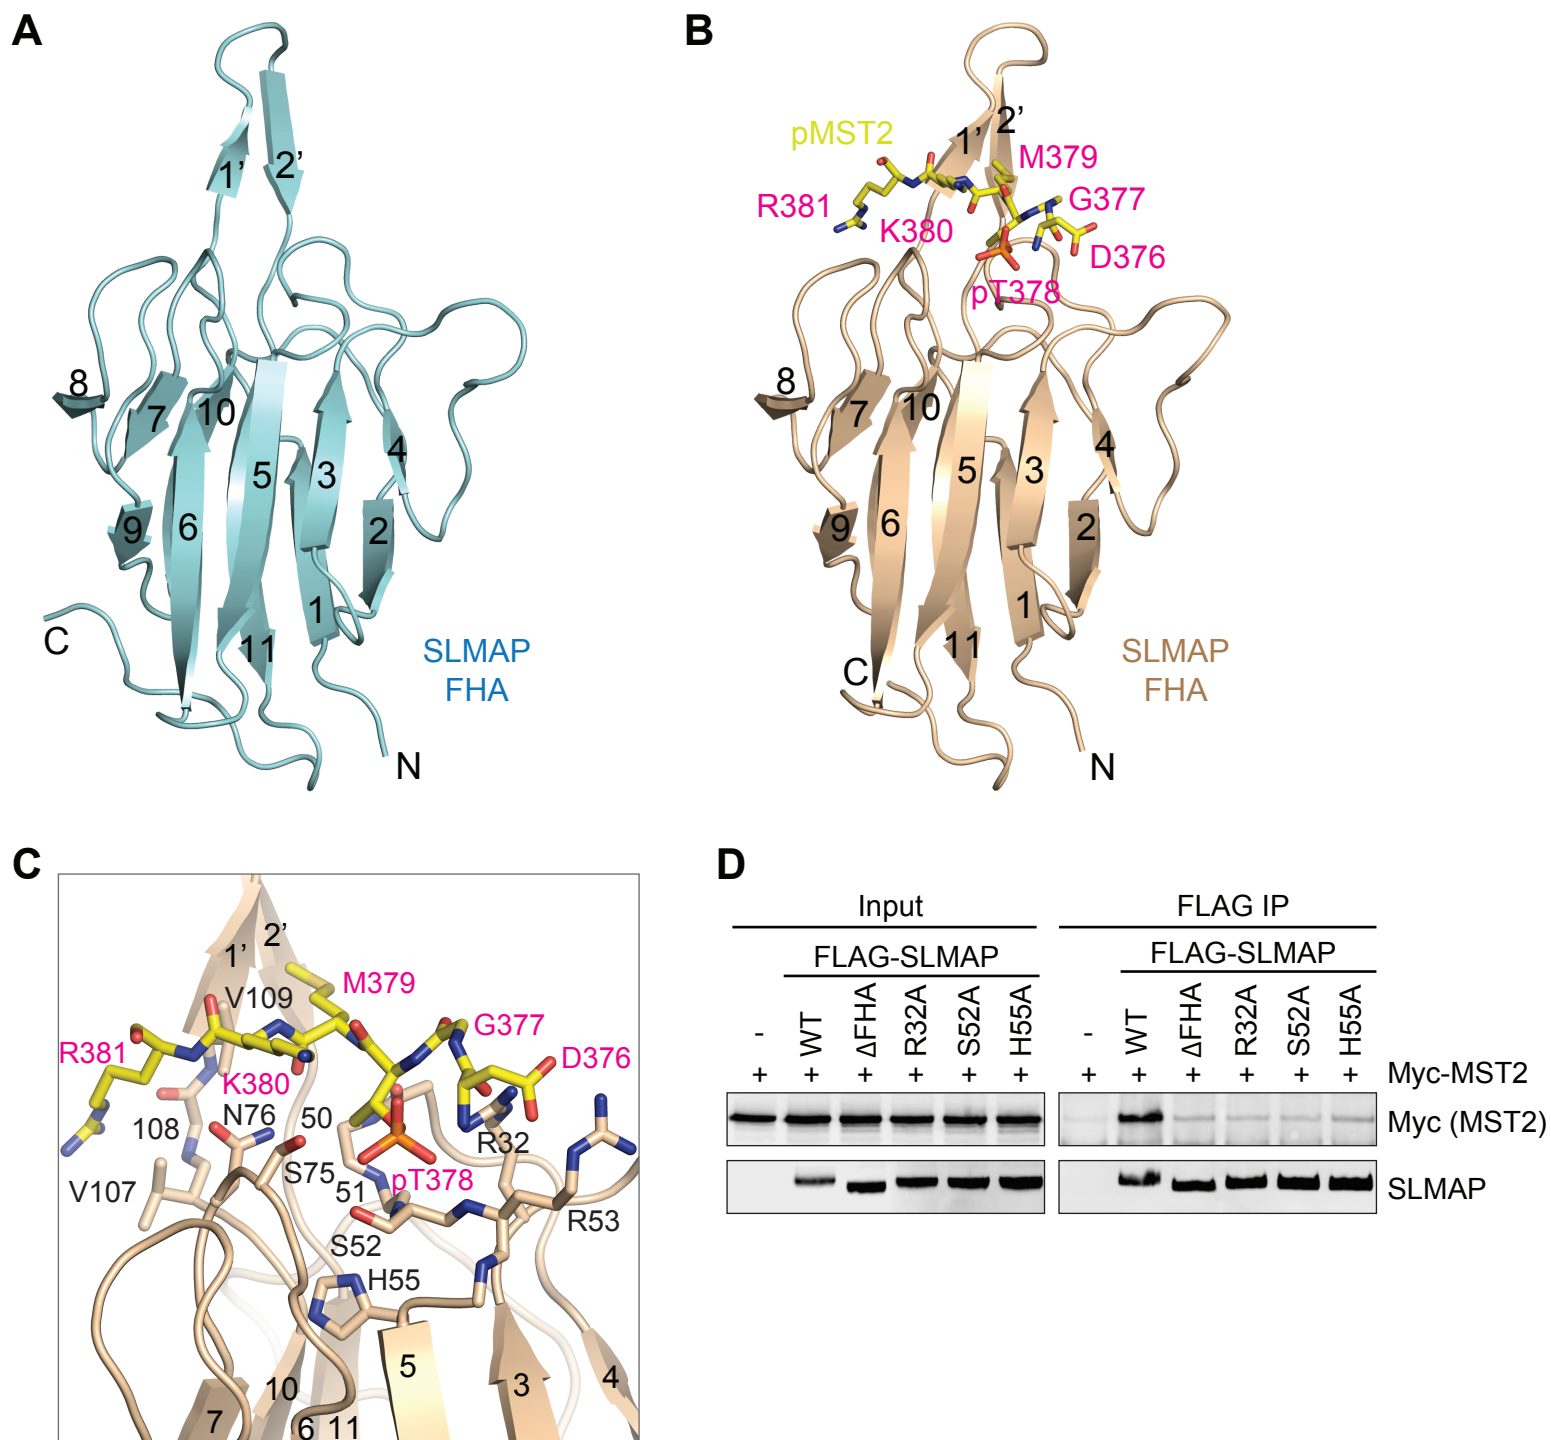 A
1’
2’
8
7
10
5
3
4
9
6
2
1
11
C
N
SLMAP
FHA
B
pMST2
1’
2’
M379
R381
K380
G377
D376
pT378
8
7
10
5
3
4
9
6
2
1
11
C
N
SLMAP
FHA
C
1’
2’
V109
M379
G377
R381
K380
D376
N76
50
108
R32
S75
51
pT378
V107
S52
R53
H55
5
3
4
10
7
6
11
D
Input
FLAG IP
FLAG-SLMAP
FLAG-SLMAP
- WT ΔFHA R32A S52A H55A
- WT ΔFHA R32A S52A H55A
+ + + + + + + + + + + + Myc-MST2
Myc (MST2)
SLMAP